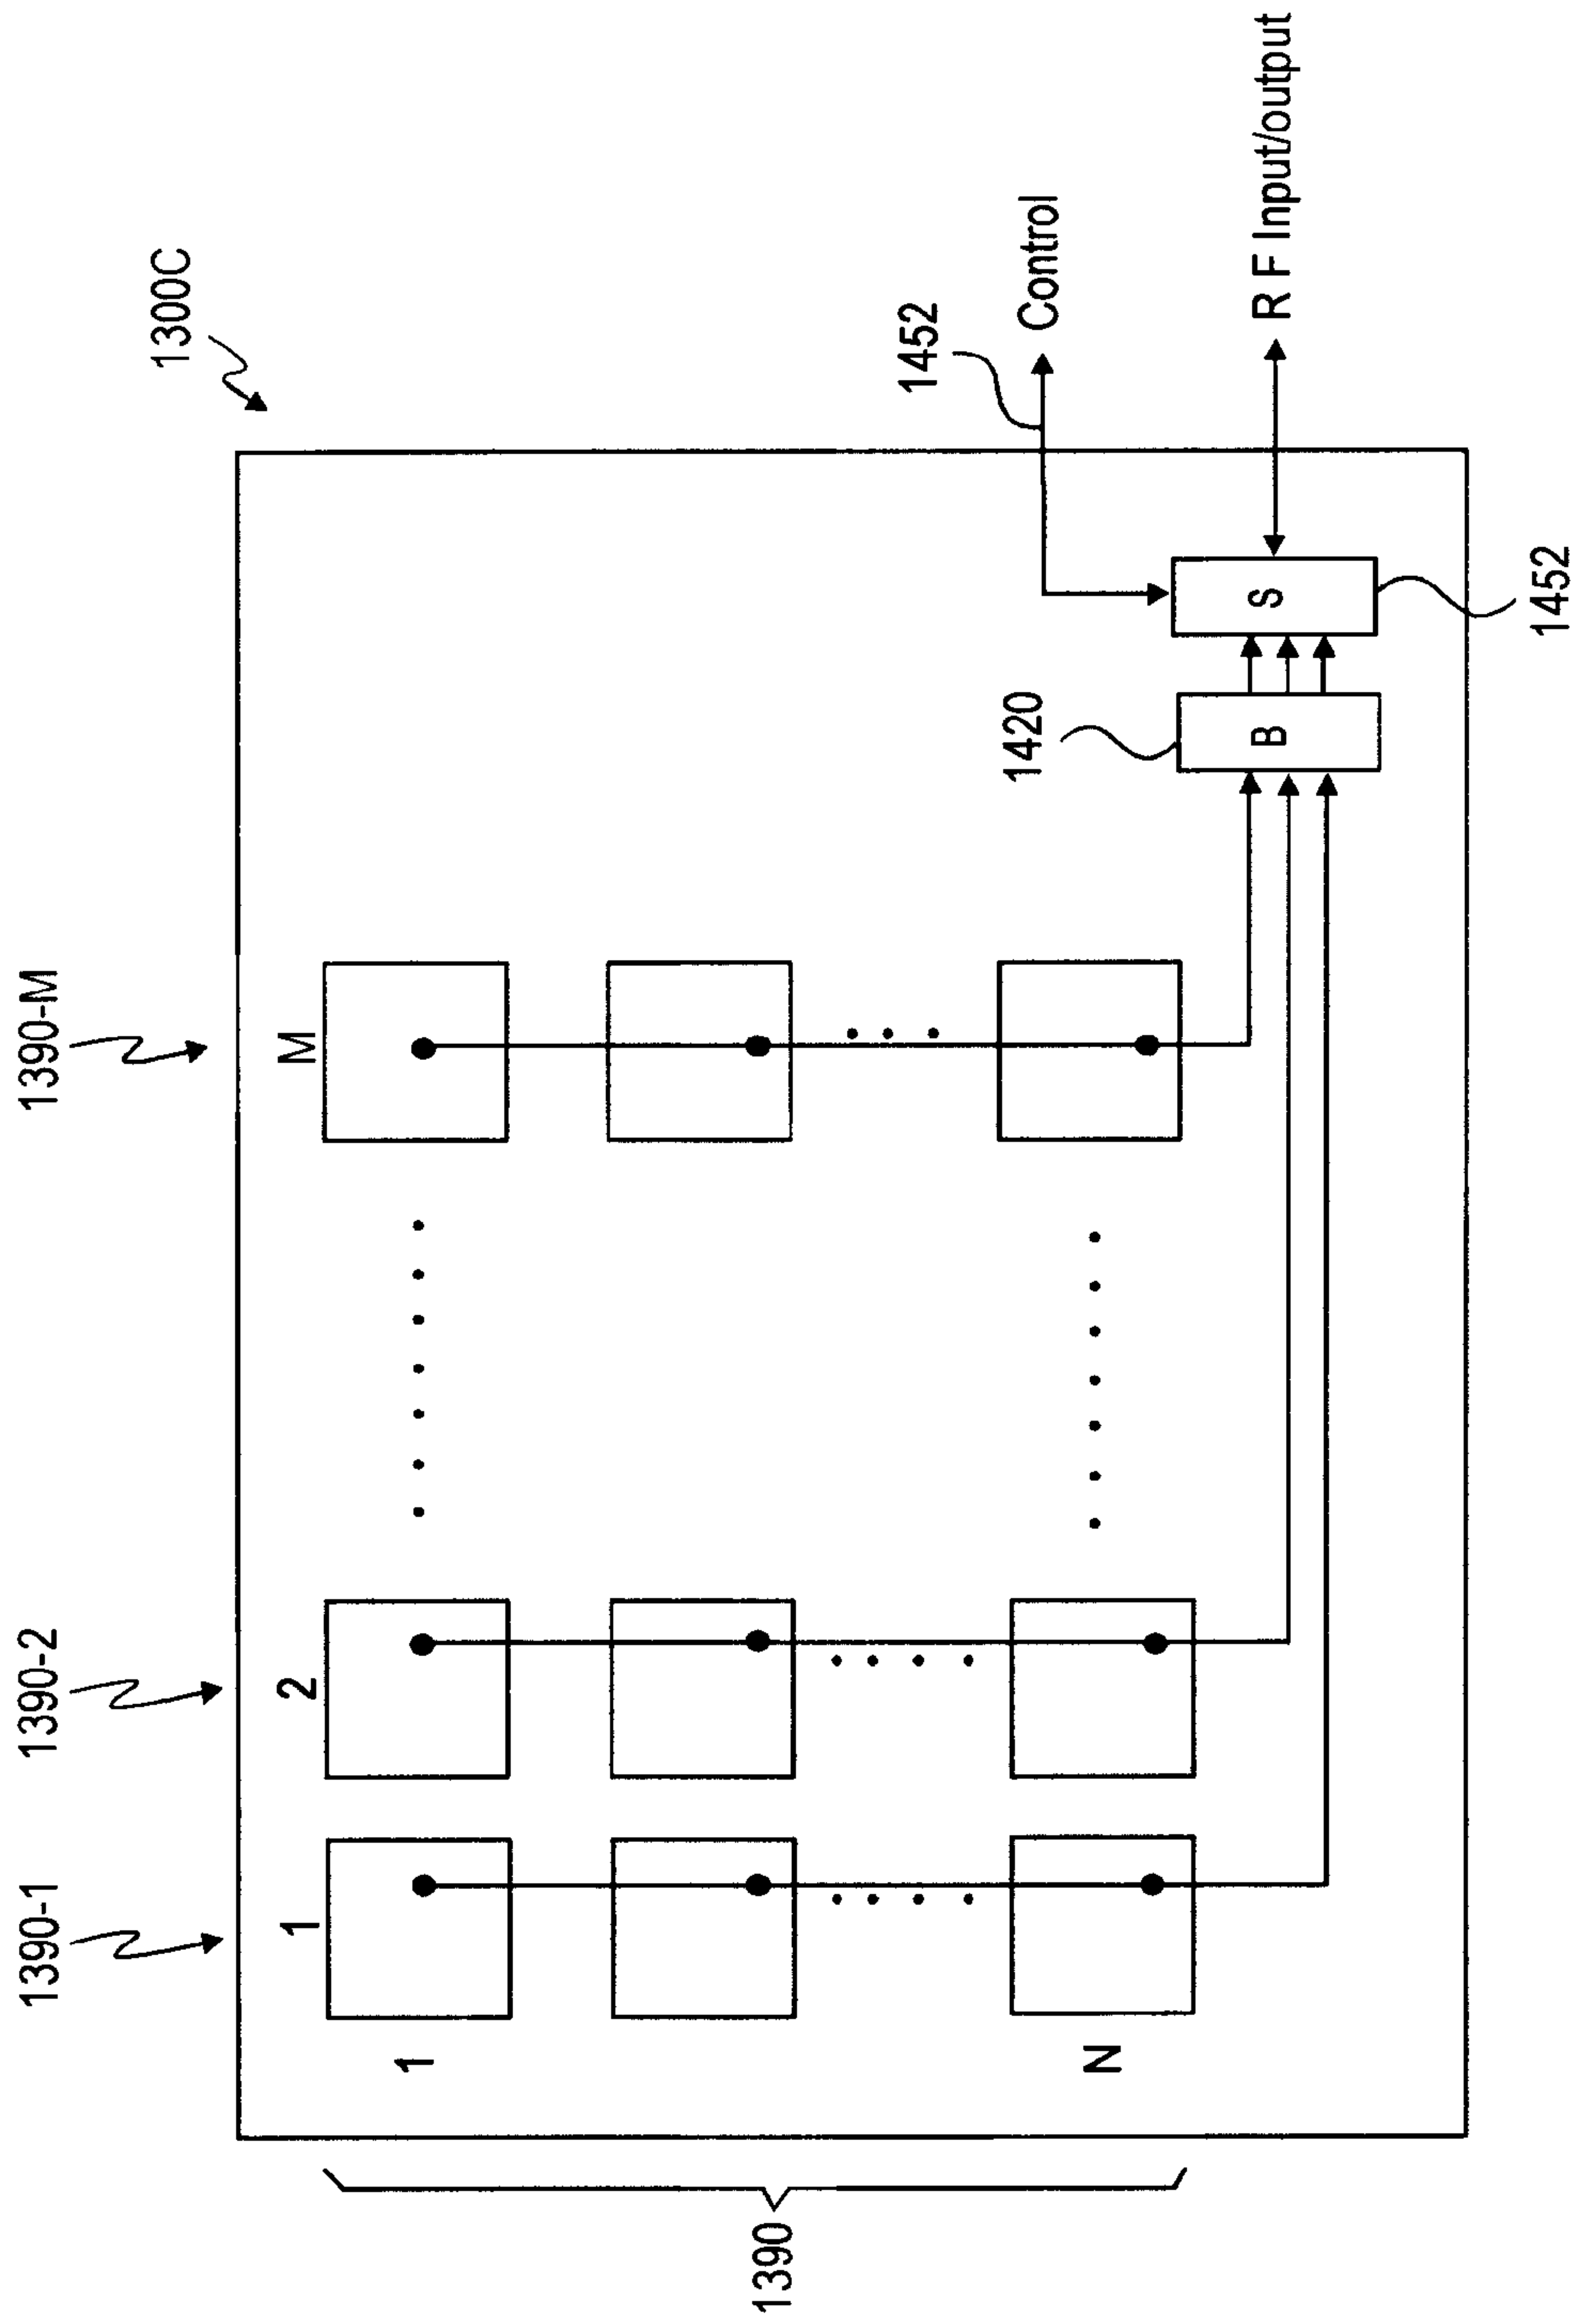 1300C
1390-1
1390-2
1390-M
1
2
M
1
N
1390
1452
Control
1420
B
S
R F Input/output
1452